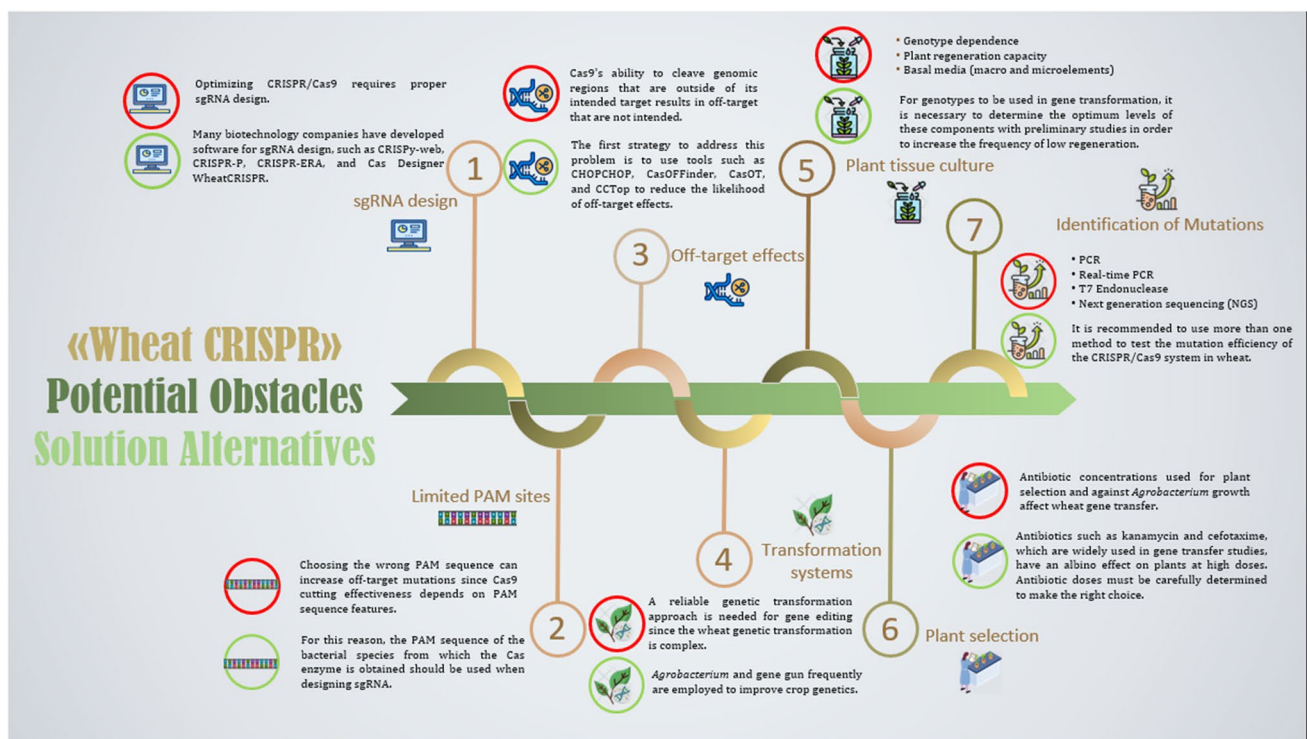 «Wheat CRISPR»
Potential Obstacles
Solution Alternatives
Optimizing CRISPR/Cas9 requires proper
sgRNA design.
Many biotechnology companies have developed
software for sgRNA design, such as CRISPy-web,
CRISPR-P, CRISPR-ERA, and Cas Designer
WheatCRISPR.
1
sgRNA design
Limited PAM sites
Choosing the wrong PAM sequence can
increase off-target mutations since Cas9
cutting effectiveness depends on PAM
sequence features.
For this reason, the PAM sequence of the
bacterial species from which the Cas
enzyme is obtained should be used when
designing sgRNA.
2
Cas9's ability to cleave genomic
regions that are outside of its
intended target results in off-target
that are not intended.
The first strategy to address this
problem is to use tools such as
CHOPCHOP, CasOFFinder, CasOT,
and CCTop to reduce the likelihood
of off-target effects.
3
Off-target effects
4
Transformation
systems
A reliable genetic transformation
approach is needed for gene editing
since the wheat genetic transformation
is complex.
Agrobacterium and gene gun frequently
are employed to improve crop genetics.
• Genotype dependence
• Plant regeneration capacity
• Basal media (macro and microelements)
For genotypes to be used in gene transformation, it
is necessary to determine the optimum levels of
these components with preliminary studies in order
to increase the frequency of low regeneration.
5
Plant tissue culture
Antibiotic concentrations used for plant
selection and against Agrobacterium growth
affect wheat gene transfer.
Antibiotics such as kanamycin and cefotaxime,
which are widely used in gene transfer studies,
have an albino effect on plants at high doses.
Antibiotic doses must be carefully determined
to make the right choice.
6
Plant selection
7
Identification of Mutations
• PCR
• Real-time PCR
• T7 Endonuclease
• Next generation sequencing (NGS)
It is recommended to use more than one
method to test the mutation efficiency of
the CRISPR/Cas9 system in wheat.